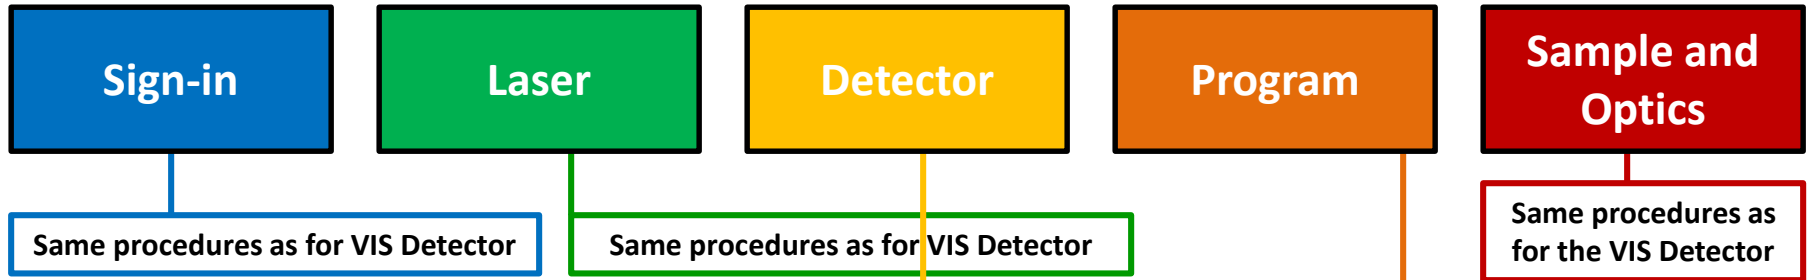 Sign-in
Laser
Detector
Program
Sample and
Optics
Same procedures as for VIS Detector
Same procedures as for VIS Detector
Same procedures as
for the VIS Detector